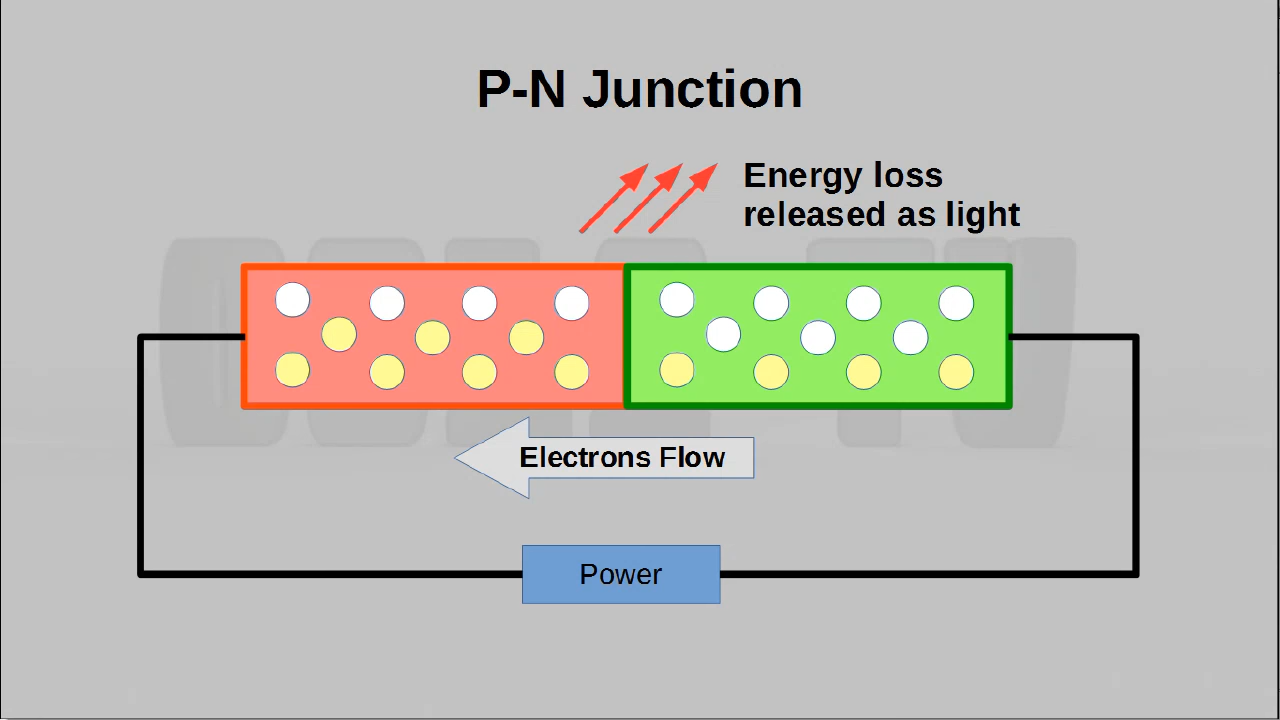 P-N Junction
Energy loss
released as light
Electrons Flow
Power